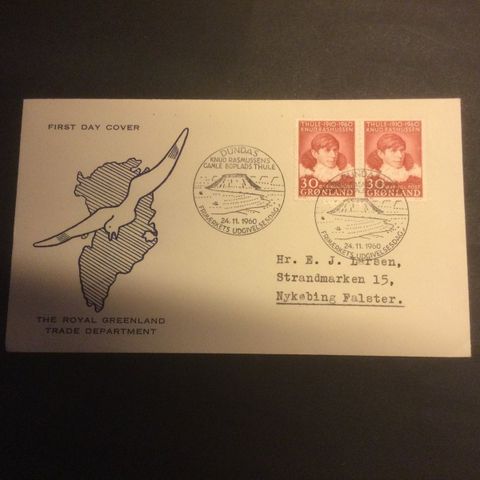 FIRST DAY COVER
DUNDAS
KNUD RASMUSSENS
GAMLE BOPLADS THULE
24.11.1960
FRIMÆRKETS UDGIVELSESDAG
THULE·1910-1960
KNUD RASMUSSEN
30
GRØNLAND
THULE·1910-1960
KNUD RASMUSSEN
30
GRØNLAND
24.11.1960
FRIMÆRKETS UDGIVELSESDAG
Hr. E. J. Larsen,
Strandmarken 15,
Nykøbing Falster.
THE ROYAL GREENLAND
TRADE DEPARTMENT